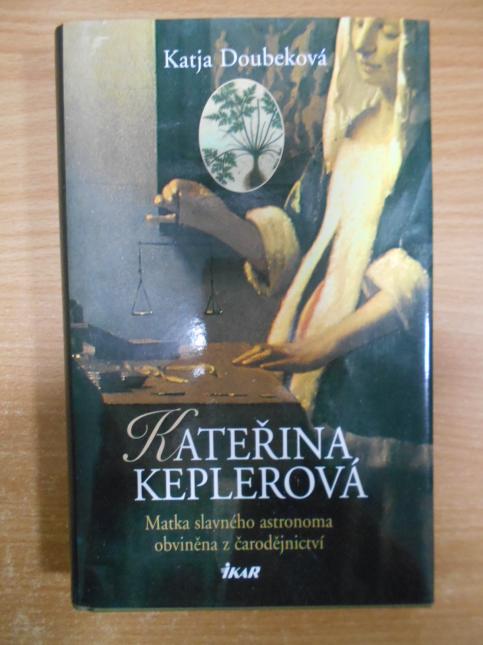 Katja Doubeková
KATEŘINA
KEPLEROVÁ
Matka slavného astronoma
obviněna z čarodějnictví
IKAR